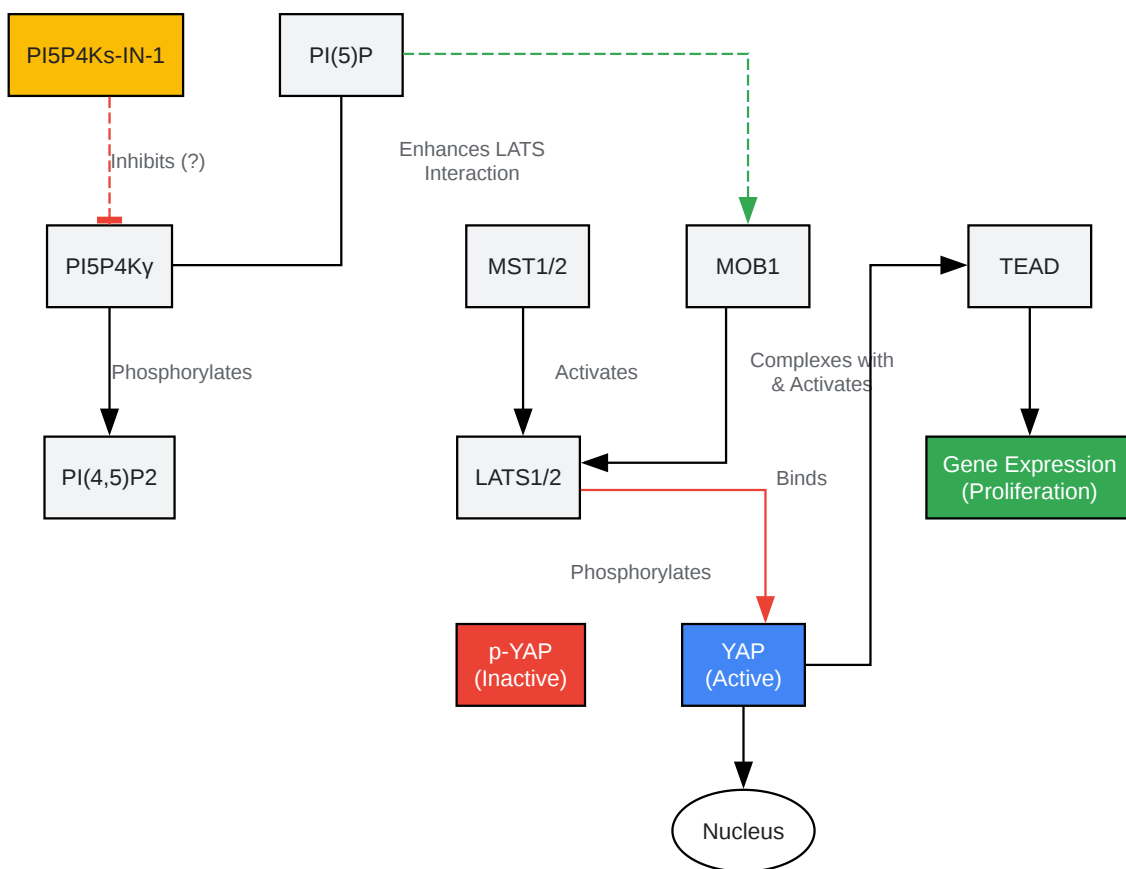 PI5P4Ks-IN-1
PI(5)P
Inhibits (?)
Enhances LATS
Interaction
PI5P4Kγ
MST1/2
MOB1
TEAD
Phosphorylates
Activates
Complexes with
& Activates
PI(4,5)P2
LATS1/2
Binds
Gene Expression
(Proliferation)
Phosphorylates
p-YAP
(Inactive)
YAP
(Active)
Nucleus